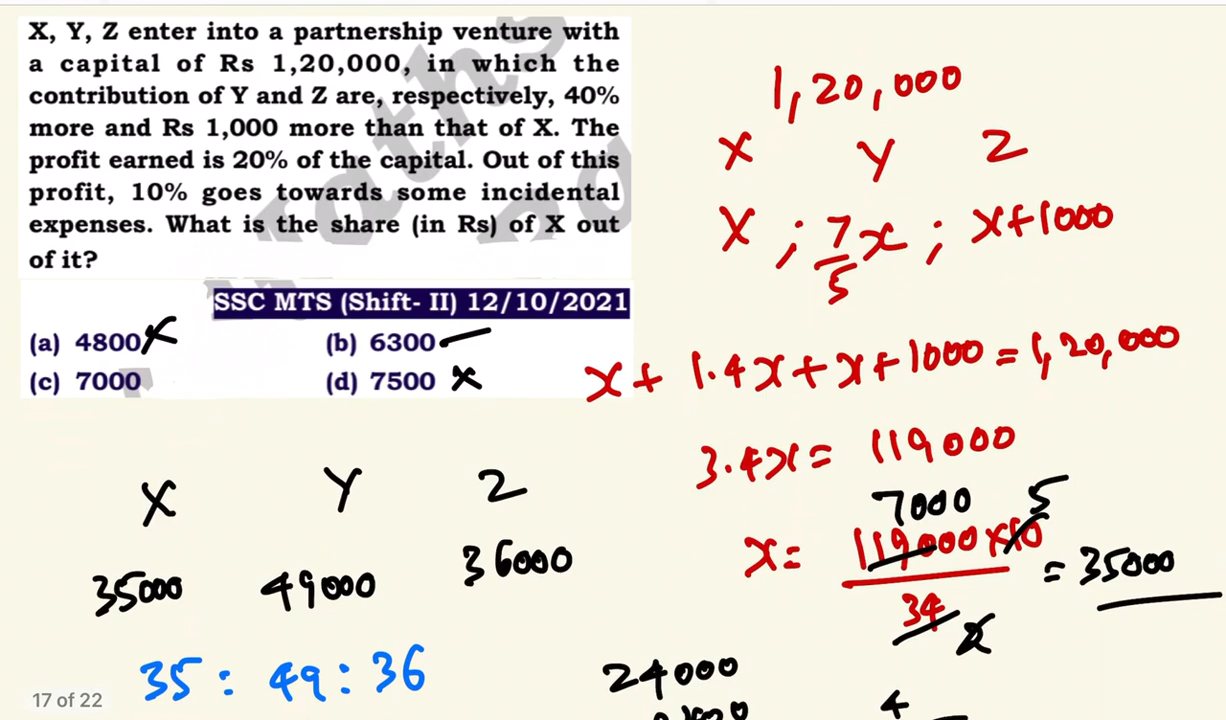 X, Y, Z enter into a partnership venture with
a capital of Rs 1,20,000, in which the
contribution of Y and Z are, respectively, 40%
more and Rs 1,000 more than that of X. The
profit earned is 20% of the capital. Out of this
profit, 10% goes towards some incidental
expenses. What is the share (in Rs) of X out
of it?
SSC MTS (Shift- II) 12/10/2021
(a) 4800 (b) 6300
(c) 7000 (d) 7500
1,20,000
X Y Z
X ; 7/5 x ; x+1000
x + 1.4x + x + 1000 = 1,20,000
3.4x = 119000
7000 5
x = 119000 x 10 / 34 = 35000
2
X Y Z
35000 49000 36000
35 : 49 : 36
24000
4
17 of 22